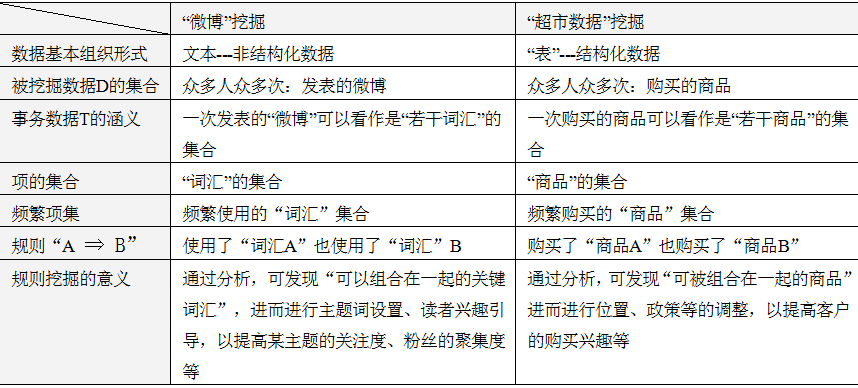 “微博”挖掘 “超市数据”挖掘
数据基本组织形式 文本---非结构化数据 “表”---结构化数据
被挖掘数据D的集合 众多人众多次：发表的微博 众多人众多次：购买的商品
事务数据T的涵义 一次发表的“微博”可以看作是“若干词汇”的 一次购买的商品可以看作是“若干商品”的集
集合 合
项的集合 “词汇”的集合 “商品”的集合
频繁项集 频繁使用的“词汇”集合 频繁购买的“商品”集合
规则“A ⇒ B” 使用了“词汇A”也使用了“词汇”B 购买了“商品A”也购买了“商品B”
规则挖掘的意义 通过分析，可发现“可以组合在一起的关键 通过分析，可发现“可被组合在一起的商品”
词汇”，进而进行主题词设置、读者兴趣引 进而进行位置、政策等的调整，以提高客户
导，以提高某主题的关注度、粉丝的聚集度 的购买兴趣等
等